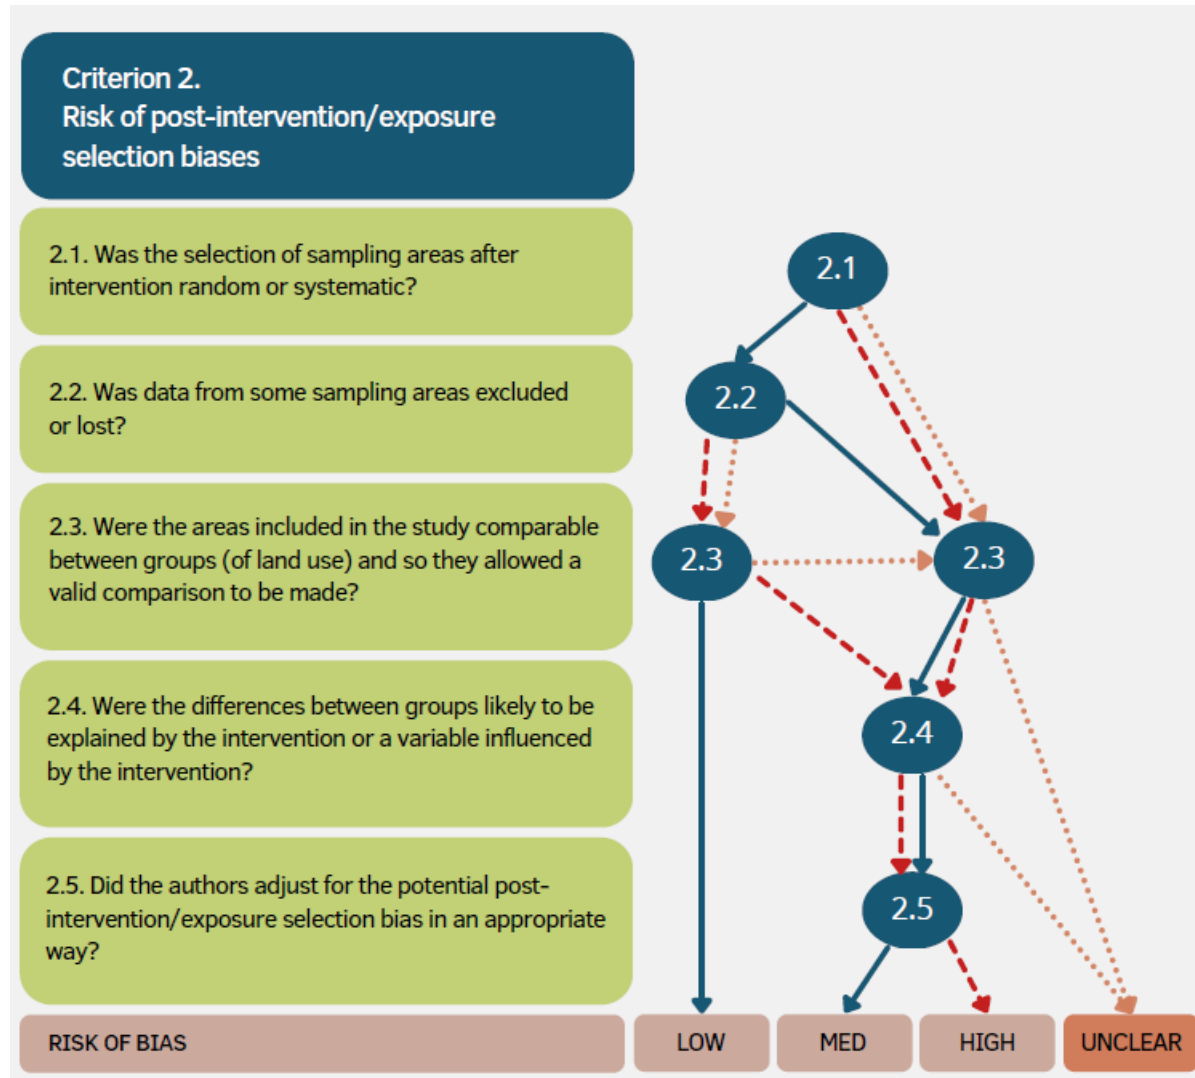 Criterion 2.
Risk of post-intervention/exposure
selection biases
2.1. Was the selection of sampling areas after
intervention random or systematic?
2.2. Was data from some sampling areas excluded
or lost?
2.3. Were the areas included in the study comparable
between groups (of land use) and so they allowed a
valid comparison to be made?
2.4. Were the differences between groups likely to be
explained by the intervention or a variable influenced
by the intervention?
2.5. Did the authors adjust for the potential post-
intervention/exposure selection bias in an appropriate
way?
2.1
2.2
2.3
2.3
2.4
2.5
RISK OF BIAS
LOW
MED
HIGH
UNCLEAR